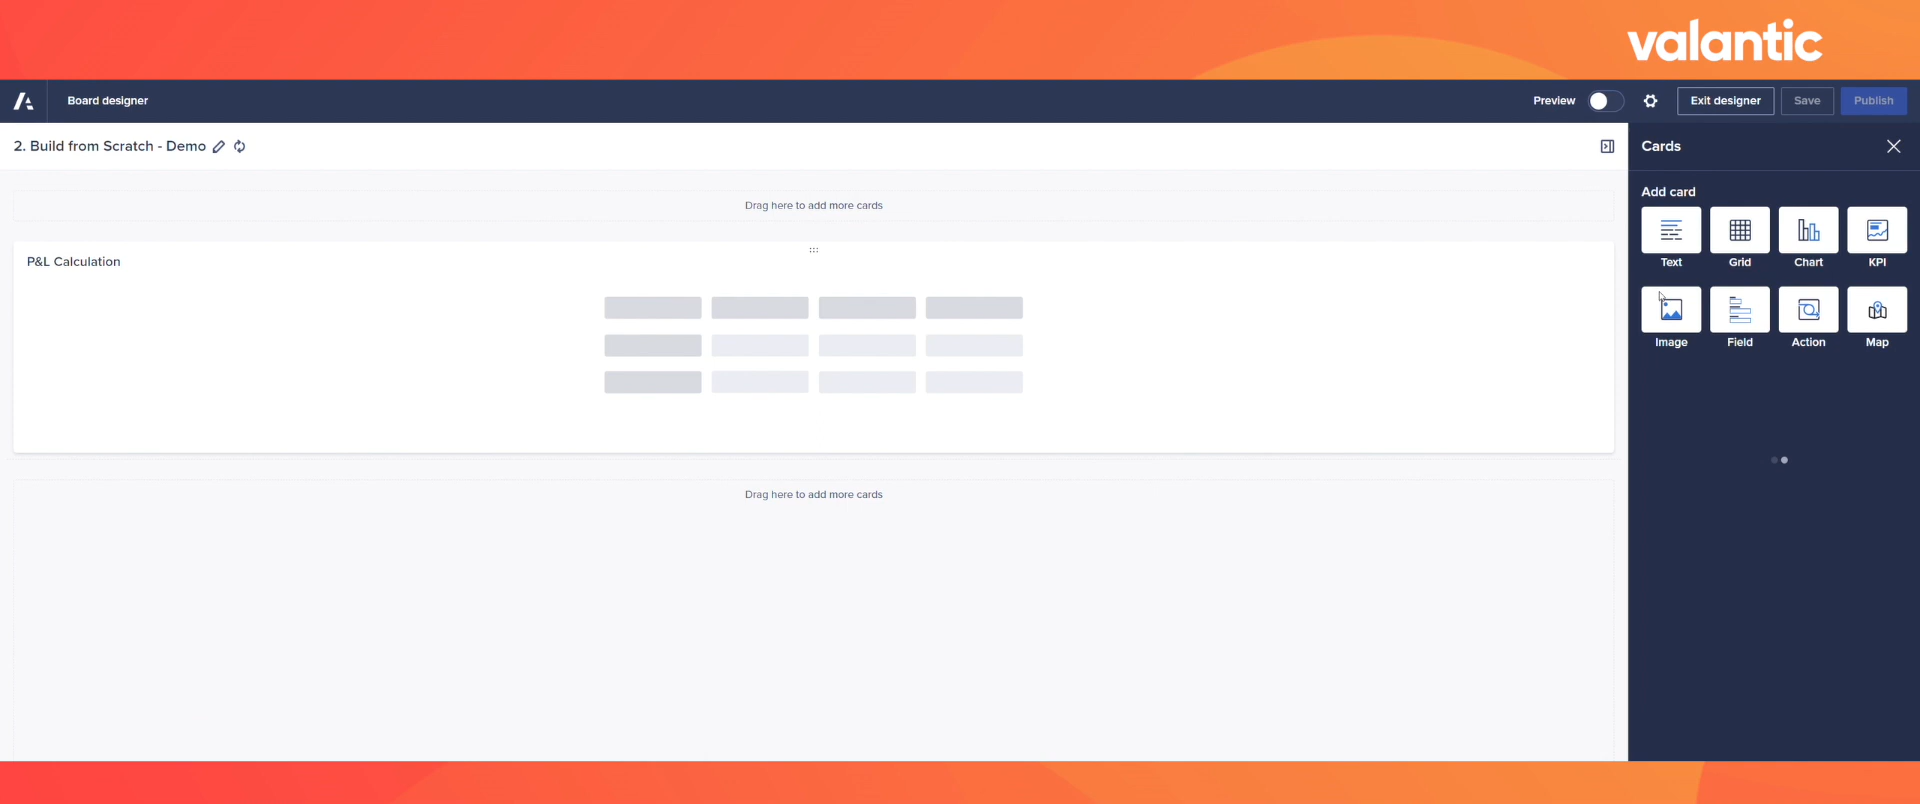 valantic
Board designer
Preview
Exit designer
Save
Publish
2. Build from Scratch - Demo
Cards
Add card
Drag here to add more cards
Text
Grid
Chart
KPI
P&L Calculation
Image
Field
Action
Map
Drag here to add more cards